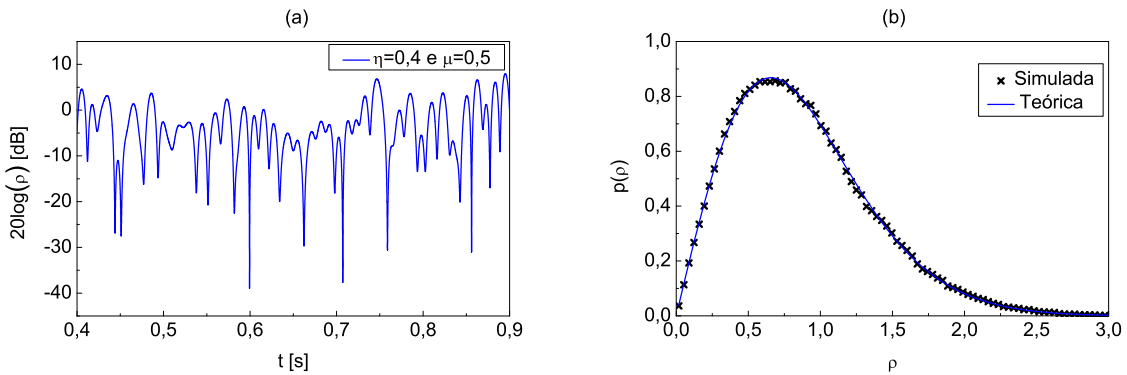 (a)
η=0,4 e μ=0,5
20log(ρ) [dB]
10
0
-10
-20
-30
-40
0,4
0,5
0,6
0,7
0,8
0,9
t [s]
(b)
Simulada
Teórica
p(ρ)
1,0
0,8
0,6
0,4
0,2
0,0
0,0
0,5
1,0
1,5
2,0
2,5
3,0
ρ